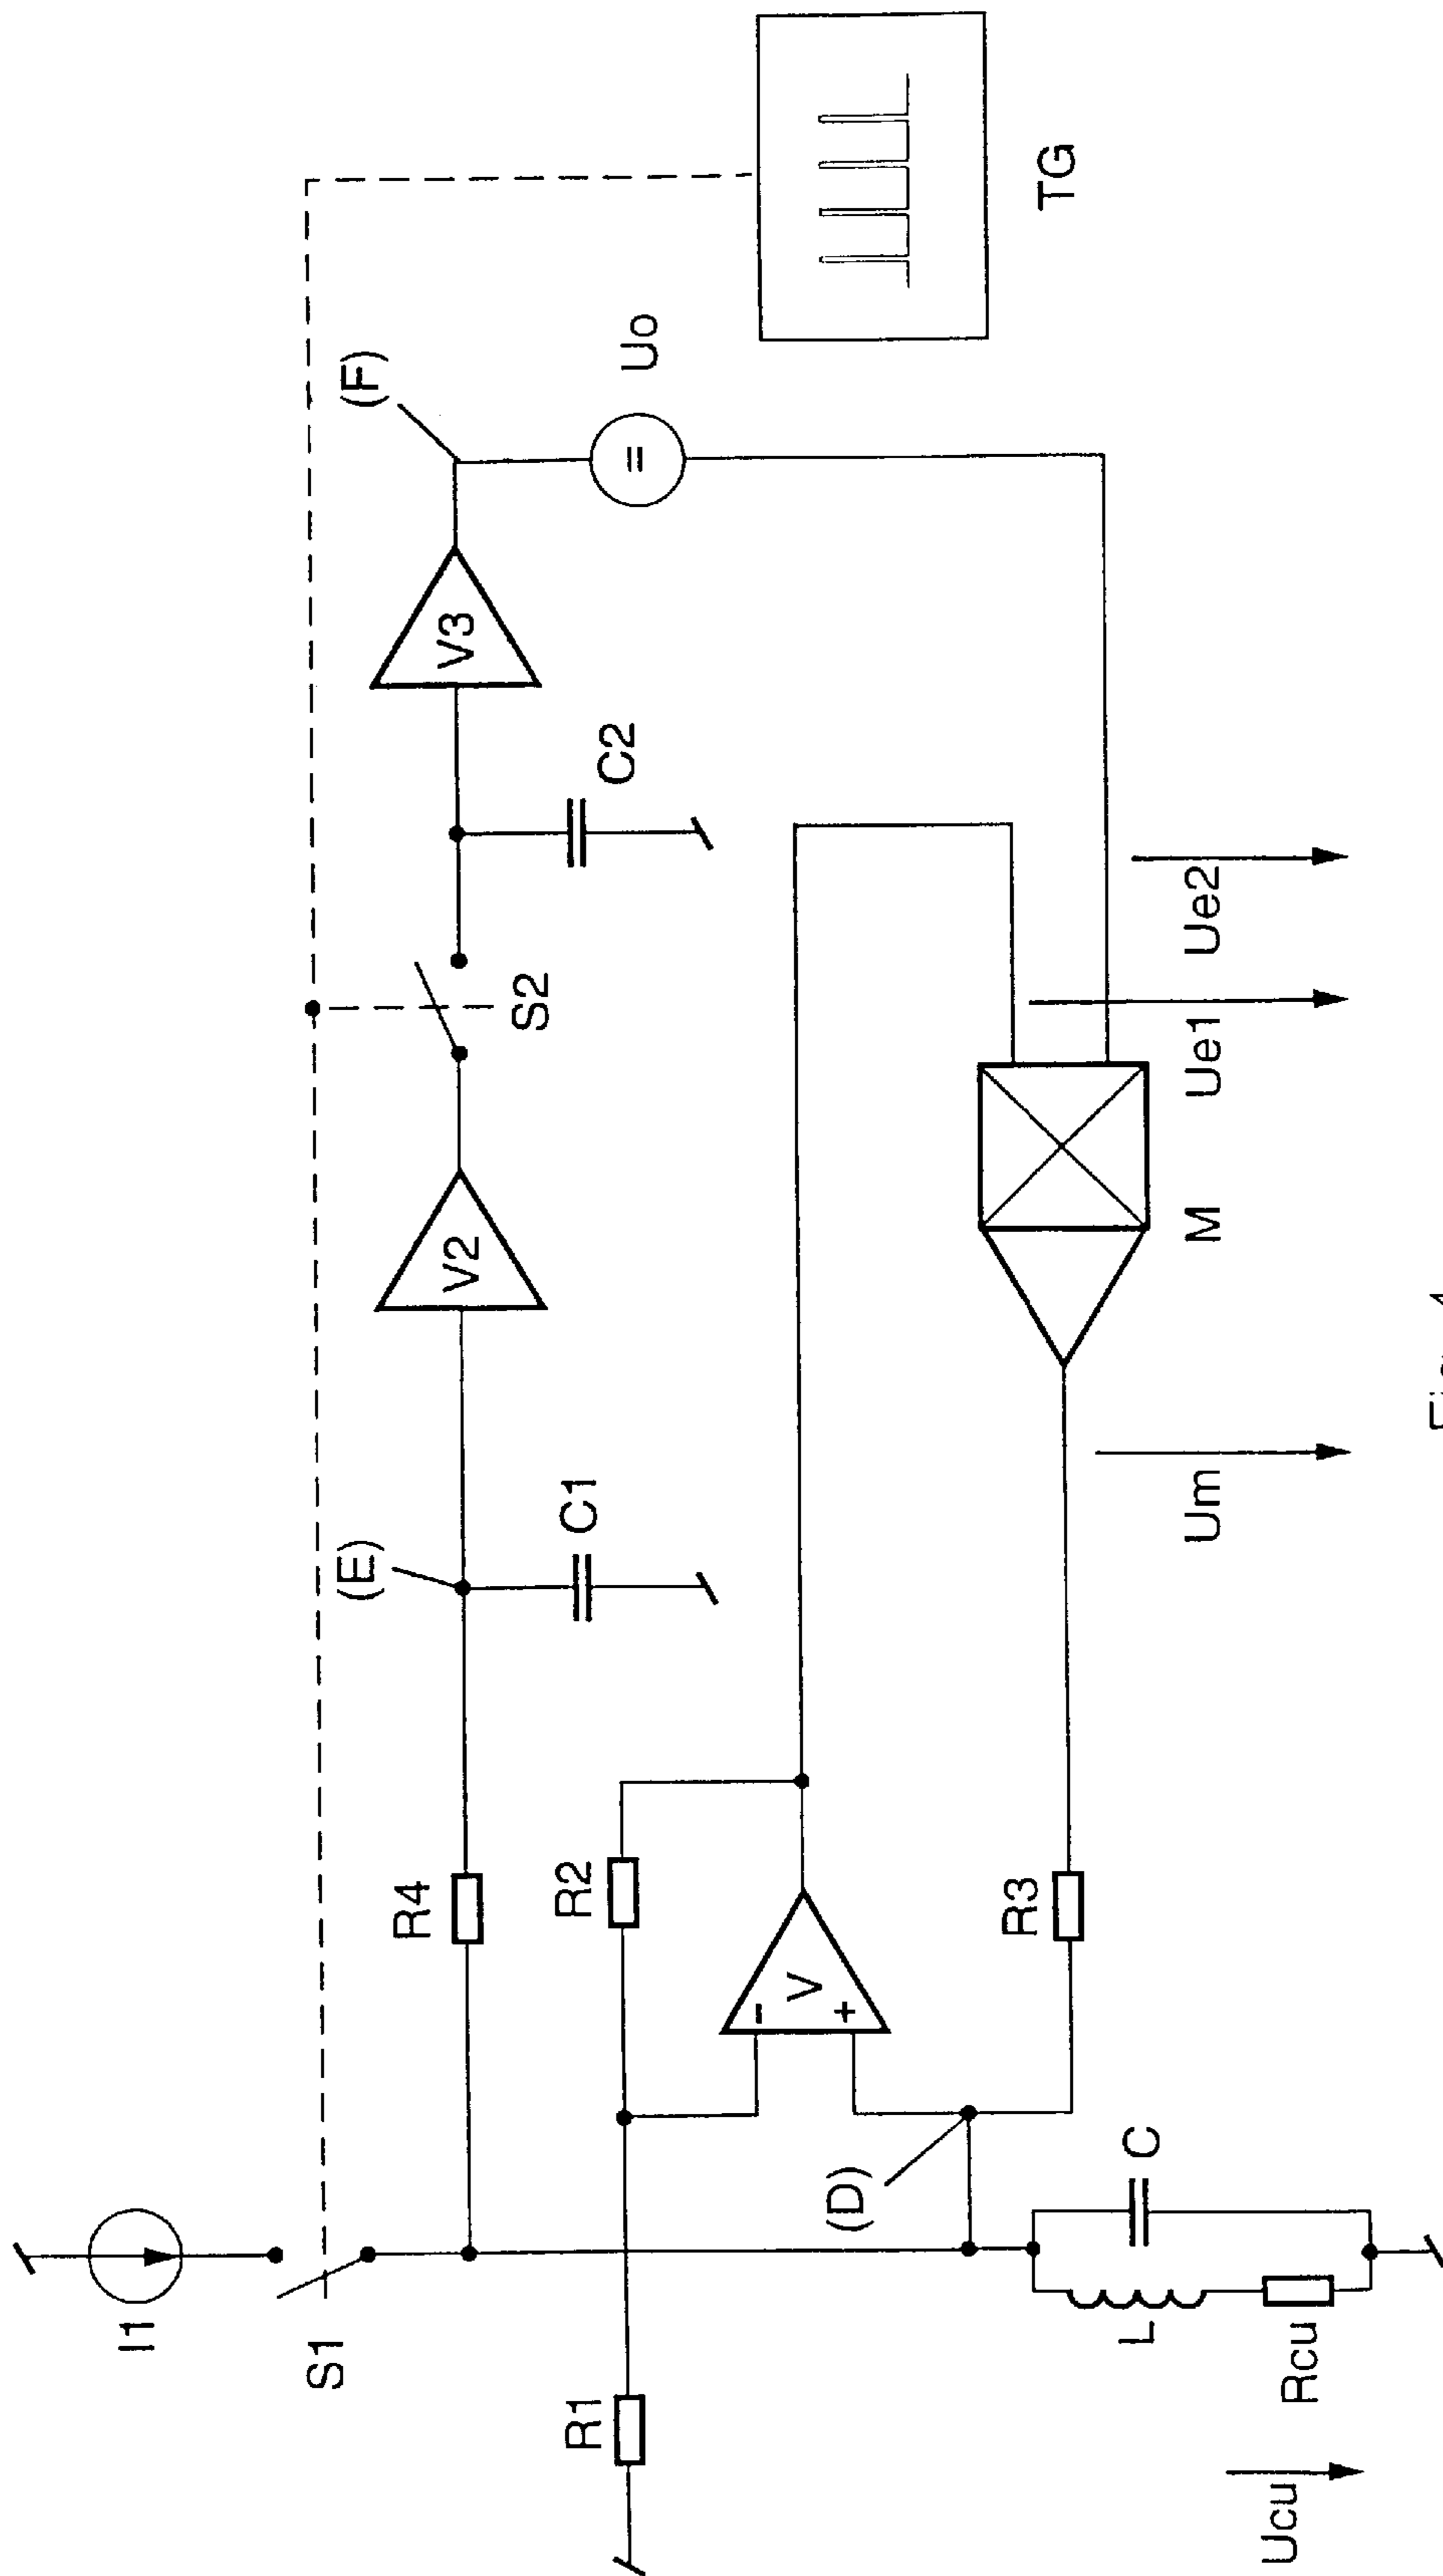 I1
S1
R4
(E)
C1
V2
S2
C2
V3
(F)
Uo
TG
R1
R2
-
V
+
(D)
R3
M
Um
Ue1
Ue2
=
L
C
Rcu
Ucu